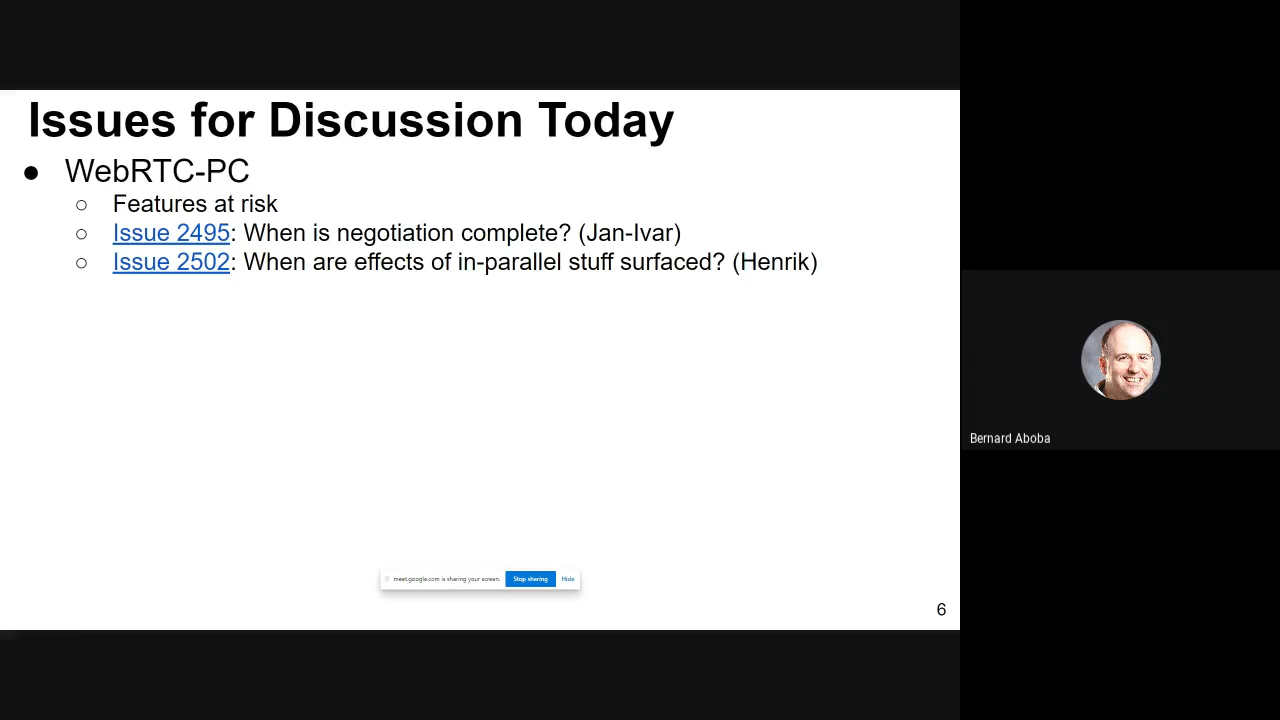 Issues for Discussion Today
● WebRTC-PC
○ Features at risk
○ Issue 2495: When is negotiation complete? (Jan-Ivar)
○ Issue 2502: When are effects of in-parallel stuff surfaced? (Henrik)
Bernard Aboba
meet.google.com is sharing your screen. Stop sharing Hide
6